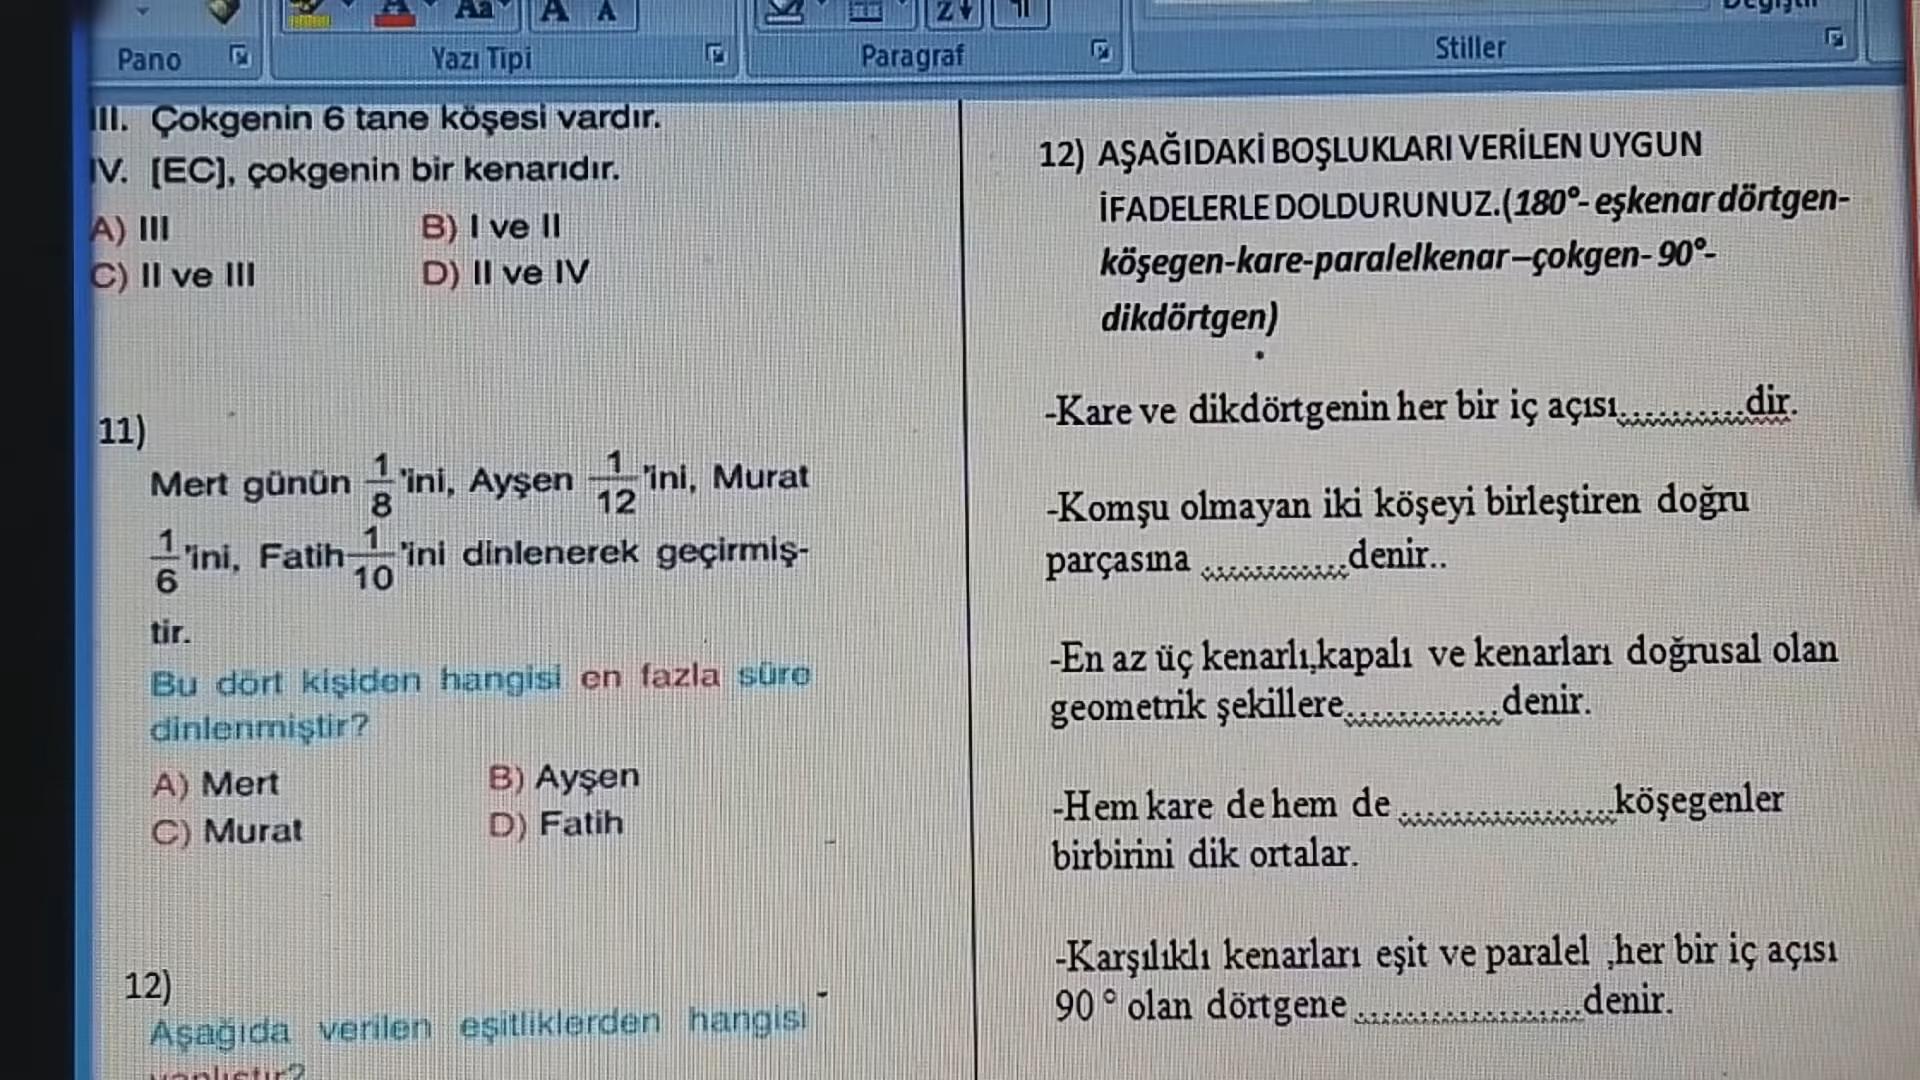 Pano
Yazı Tipi
Paragraf
Stiller
III. Çokgenin 6 tane köşesi vardır.
IV. [EC], çokgenin bir kenarıdır.
A) III
B) I ve II
C) II ve III
D) II ve IV
11)
Mert günün 1/8 'ini, Ayşen 1/12 'ini, Murat
1/6 'ini, Fatih 1/10 'ini dinlenerek geçirmiş-
tir.
Bu dört kişiden hangisi en fazla süre
dinlenmiştir?
A) Mert
B) Ayşen
C) Murat
D) Fatih
12)
Aşağıda verilen eşitliklerden hangisi
yanlıştır?
12) AŞAĞIDAKİ BOŞLUKLARI VERİLEN UYGUN
İFADELERLE DOLDURUNUZ.(180°- eşkenar dörtgen-
köşegen-kare-paralelkenar–çokgen- 90°-
dikdörtgen)
-Kare ve dikdörtgenin her bir iç açısı...........dir.
-Komşu olmayan iki köşeyi birleştiren doğru
parçasına .............denir..
-En az üç kenarlı,kapalı ve kenarları doğrusal olan
geometrik şekillere..............denir.
-Hem kare de hem de ...................köşegenler
birbirini dik ortalar.
-Karşılıklı kenarları eşit ve paralel ,her bir iç açısı
90 ° olan dörtgene ....................denir.